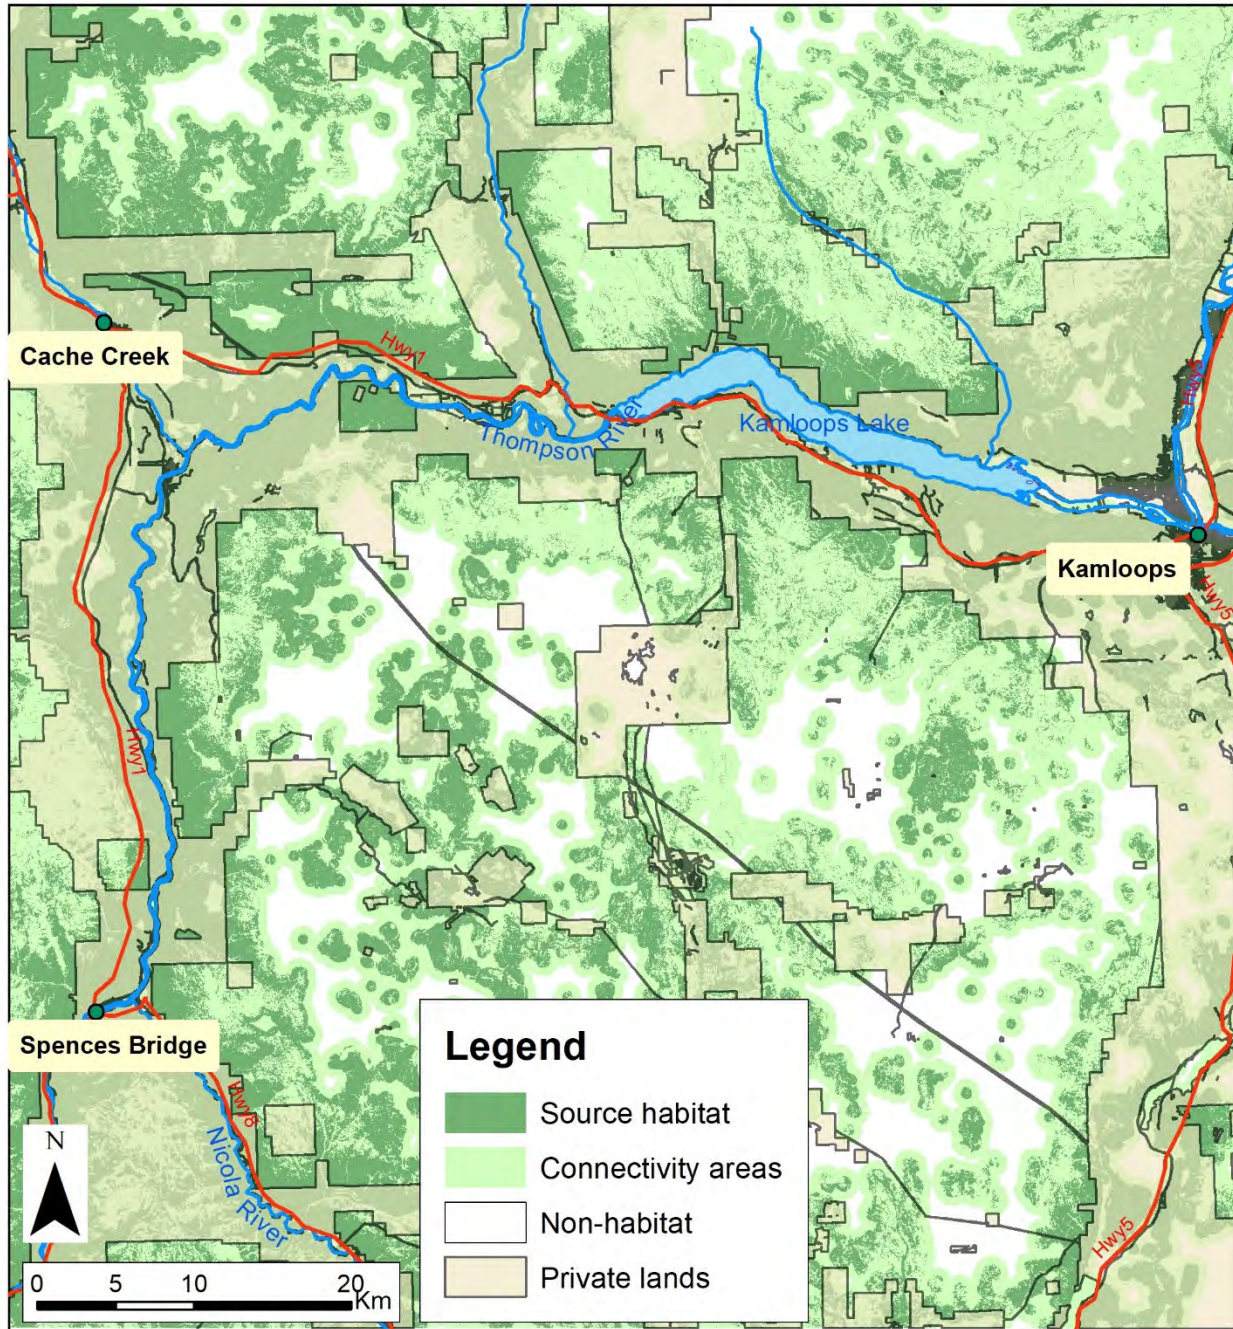 Hwy5
Cache Creek
Hwy1
Thompson River
Kamloops Lake
Kamloops
Hwy5
Hwy1
Spences Bridge
Hwy8
Nicola River
Hwy5
N
0 5 10 20
Km
Legend
Source habitat
Connectivity areas
Non-habitat
Private lands